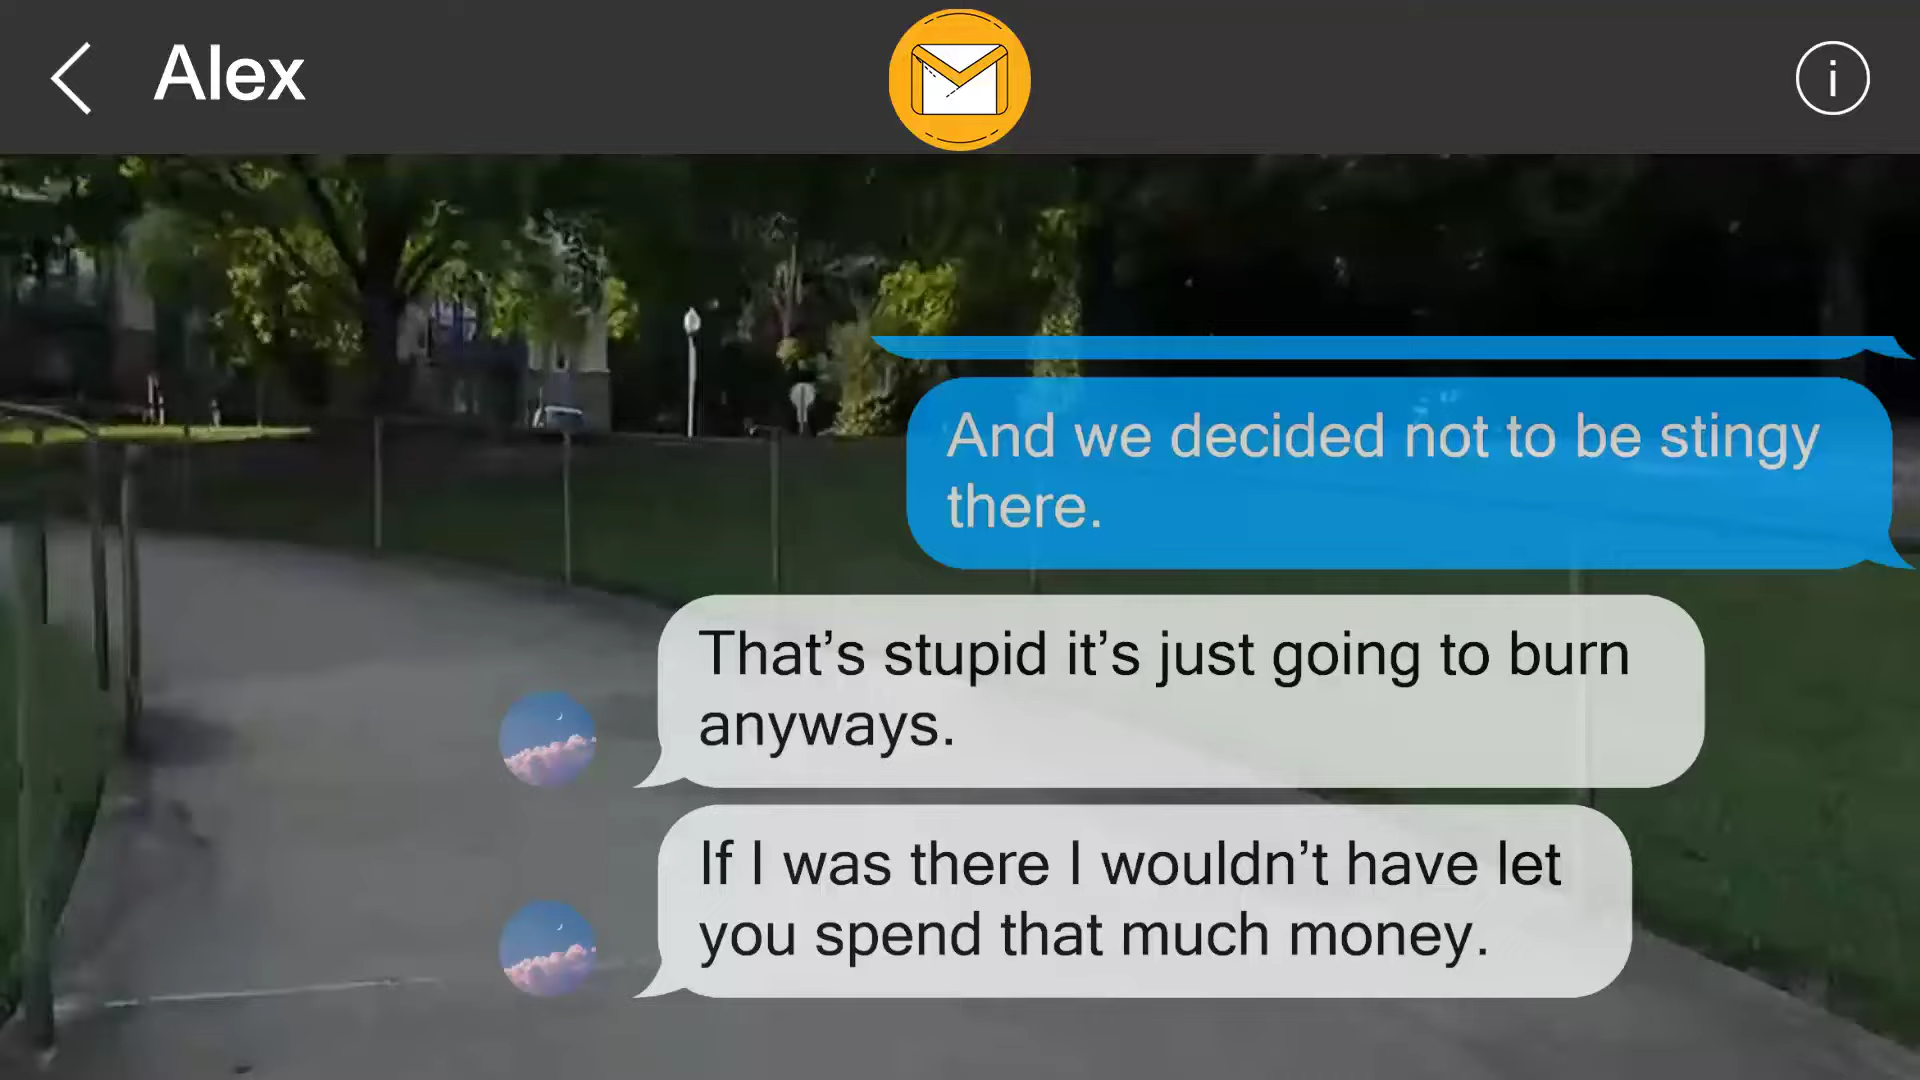 Alex
And we decided not to be stingy
there.
That’s stupid it’s just going to burn
anyways.
If I was there I wouldn’t have let
you spend that much money.